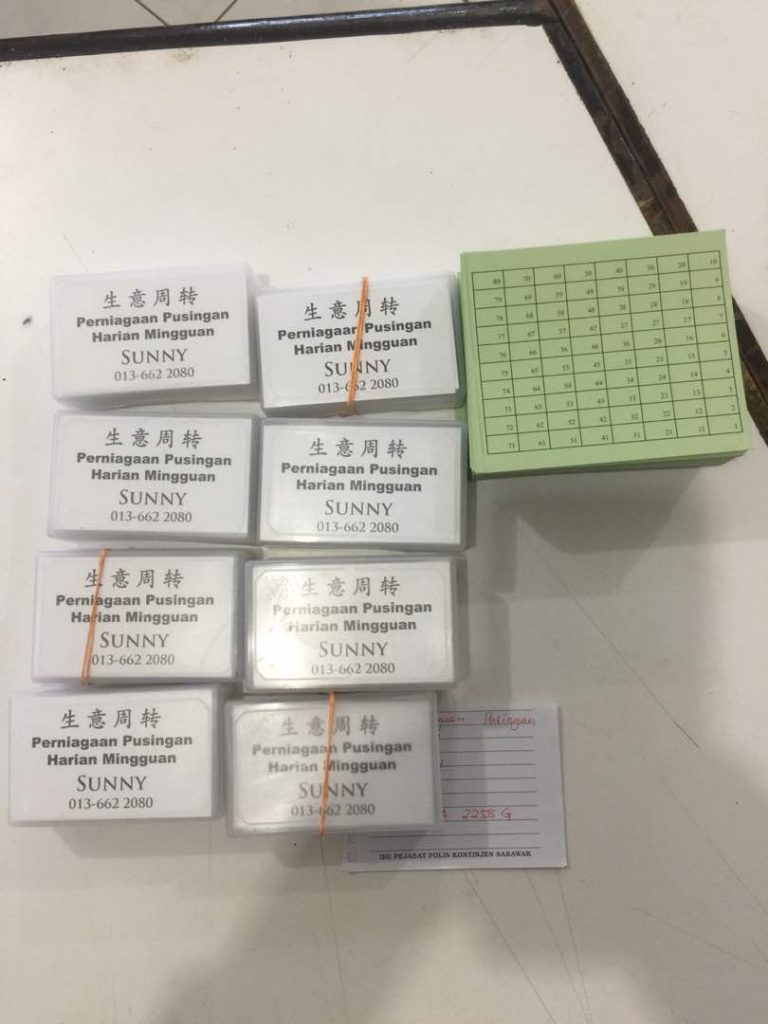 生意周转
Perniagaan Pusingan
Harian Mingguan
SUNNY
013-662 2080
生意周转
Perniagaan Pusingan
Harian Mingguan
SUNNY
013-662 2080
80 70 60 50 40 30 20 10
79 69 59 49 39 29 19 9
78 68 58 48 38 28 18 8
77 67 57 47 37 27 17 7
76 66 56 46 36 26 16 6
75 65 55 45 35 25 15 5
74 64 54 44 34 24 14 4
73 63 53 43 33 23 13 3
72 62 52 42 32 22 12 2
71 61 51 41 31 21 11 1
生意周转
Perniagaan Pusingan
Harian Mingguan
SUNNY
013-662 2080
生意周转
Perniagaan Pusingan
Harian Mingguan
SUNNY
013-662 2080
生意周转
Perniagaan Pusingan
Harian Mingguan
SUNNY
013-662 2080
生意周转
Perniagaan Pusingan
Harian Mingguan
SUNNY
013-662 2080
生意周转
Perniagaan Pusingan
Harian Mingguan
SUNNY
013-662 2080
生意周转
Perniagaan Pusingan
Harian Mingguan
SUNNY
013-662 2080
Pusingan
2258 G
IBU PEJABAT POLIS KONTINJEN SARAWAK